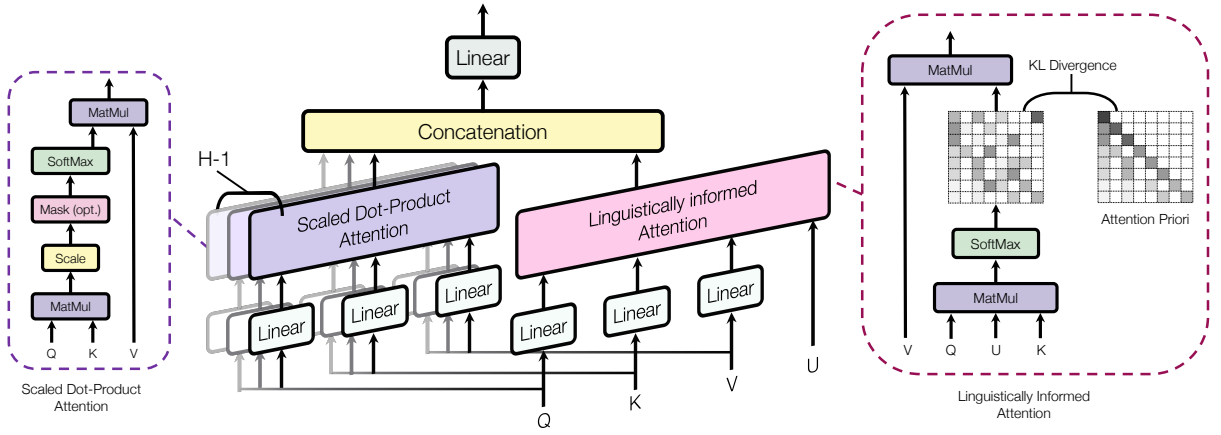 MatMul
SoftMax
Mask (opt.)
Scale
MatMul
Q K V
Scaled Dot-Product
Attention
Linear
Concatenation
H-1
Scaled Dot-Product
Attention
Linguistically informed
Attention
Linear
Linear
Linear
Linear
Linear
Linear
Q
K
V
U
MatMul
KL Divergence
Attention Priori
SoftMax
MatMul
V Q U K
Linguistically Informed
Attention